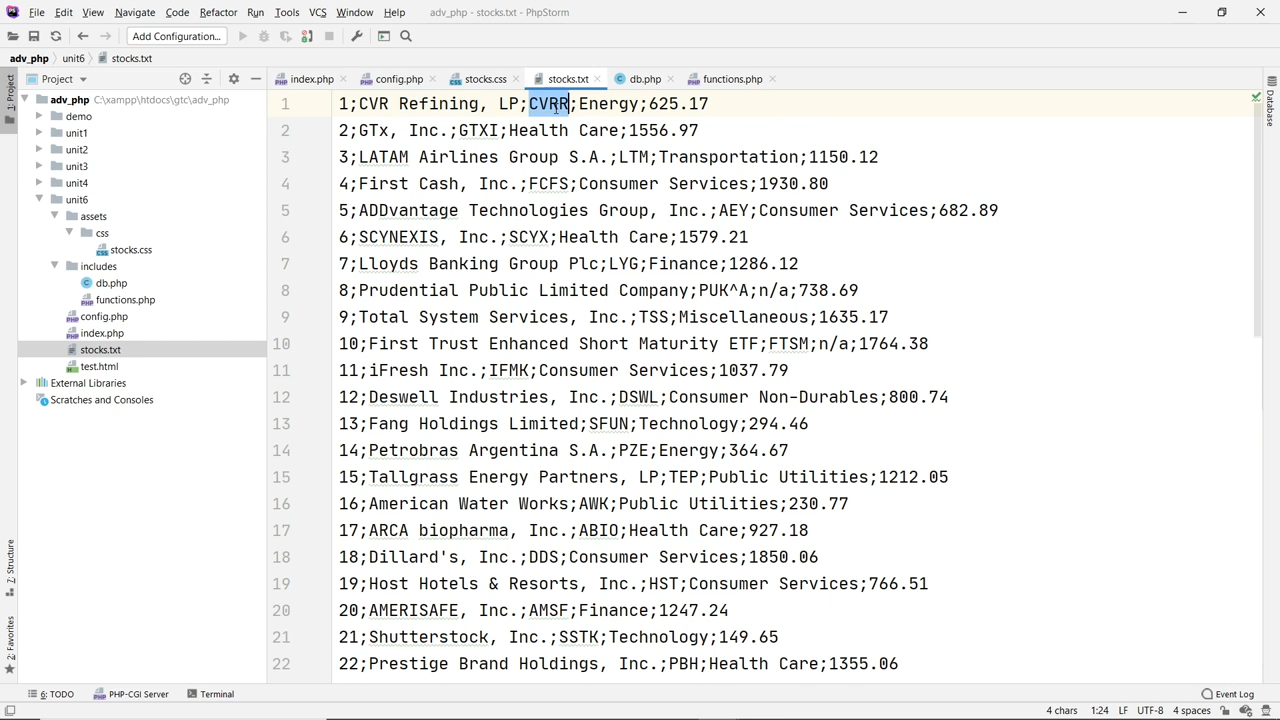 File Edit View Navigate Code Refactor Run Tools VCS Window Help adv_php - stocks.txt - PhpStorm
Add Configuration...
adv_php unit6 stocks.txt
Project index.php config.php stocks.css stocks.txt db.php functions.php
adv_php C:\xampp\htdocs\gtc\adv_php
demo
unit1
unit2
unit3
unit4
unit6
assets
css
stocks.css
includes
db.php
functions.php
config.php
index.php
stocks.txt
test.html
External Libraries
Scratches and Consoles
1: Project
7: Structure
2: Favorites
Database
1 1;CVR Refining, LP;CVRR;Energy;625.17
2 2;GTx, Inc.;GTXI;Health Care;1556.97
3 3;LATAM Airlines Group S.A.;LTM;Transportation;1150.12
4 4;First Cash, Inc.;FCFS;Consumer Services;1930.80
5 5;ADDvantage Technologies Group, Inc.;AEY;Consumer Services;682.89
6 6;SCYNEXIS, Inc.;SCYX;Health Care;1579.21
7 7;Lloyds Banking Group Plc;LYG;Finance;1286.12
8 8;Prudential Public Limited Company;PUK^A;n/a;738.69
9 9;Total System Services, Inc.;TSS;Miscellaneous;1635.17
10 10;First Trust Enhanced Short Maturity ETF;FTSM;n/a;1764.38
11 11;iFresh Inc.;IFMK;Consumer Services;1037.79
12 12;Deswell Industries, Inc.;DSWL;Consumer Non-Durables;800.74
13 13;Fang Holdings Limited;SFUN;Technology;294.46
14 14;Petrobras Argentina S.A.;PZE;Energy;364.67
15 15;Tallgrass Energy Partners, LP;TEP;Public Utilities;1212.05
16 16;American Water Works;AWK;Public Utilities;230.77
17 17;ARCA biopharma, Inc.;ABIO;Health Care;927.18
18 18;Dillard's, Inc.;DDS;Consumer Services;1850.06
19 19;Host Hotels & Resorts, Inc.;HST;Consumer Services;766.51
20 20;AMERISAFE, Inc.;AMSF;Finance;1247.24
21 21;Shutterstock, Inc.;SSTK;Technology;149.65
22 22;Prestige Brand Holdings, Inc.;PBH;Health Care;1355.06
6: TODO PHP-CGI Server Terminal Event Log
4 chars 1:24 LF UTF-8 4 spaces